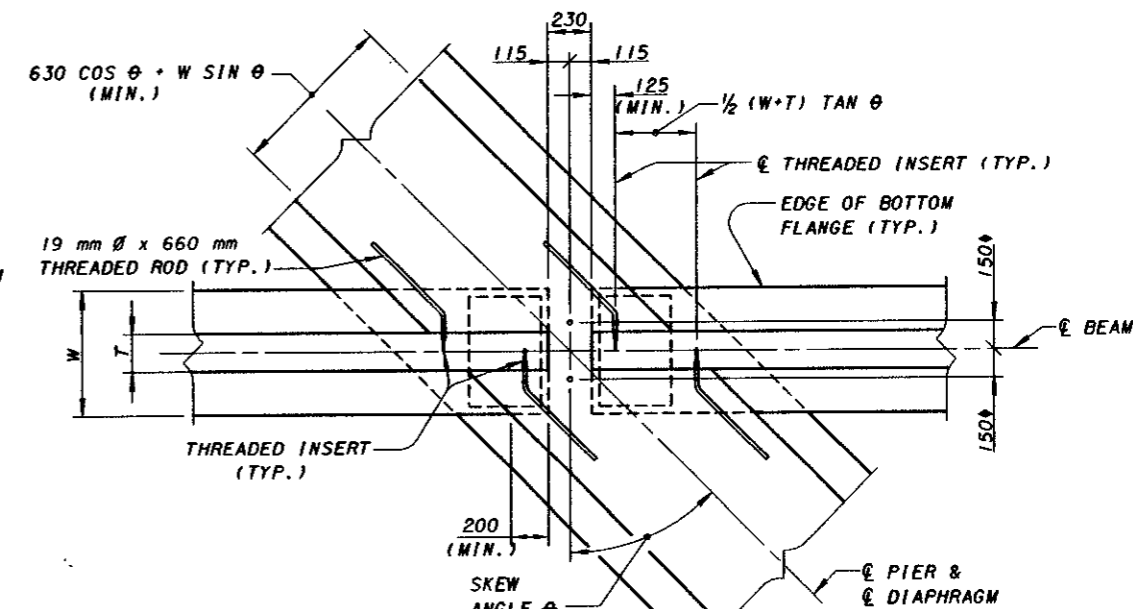 230
115
115
630 COS θ + W SIN θ
(MIN.)
125
(MIN.)
½ (W+T) TAN θ
℄ THREADED INSERT (TYP.)
EDGE OF BOTTOM
FLANGE (TYP.)
19 mm Ø x 660 mm
THREADED ROD (TYP.)
150♦
℄ BEAM
W
T
150♦
THREADED INSERT
(TYP.)
200
(MIN.)
SKEW
ANGLE θ
℄ PIER &
℄ DIAPHRAGM